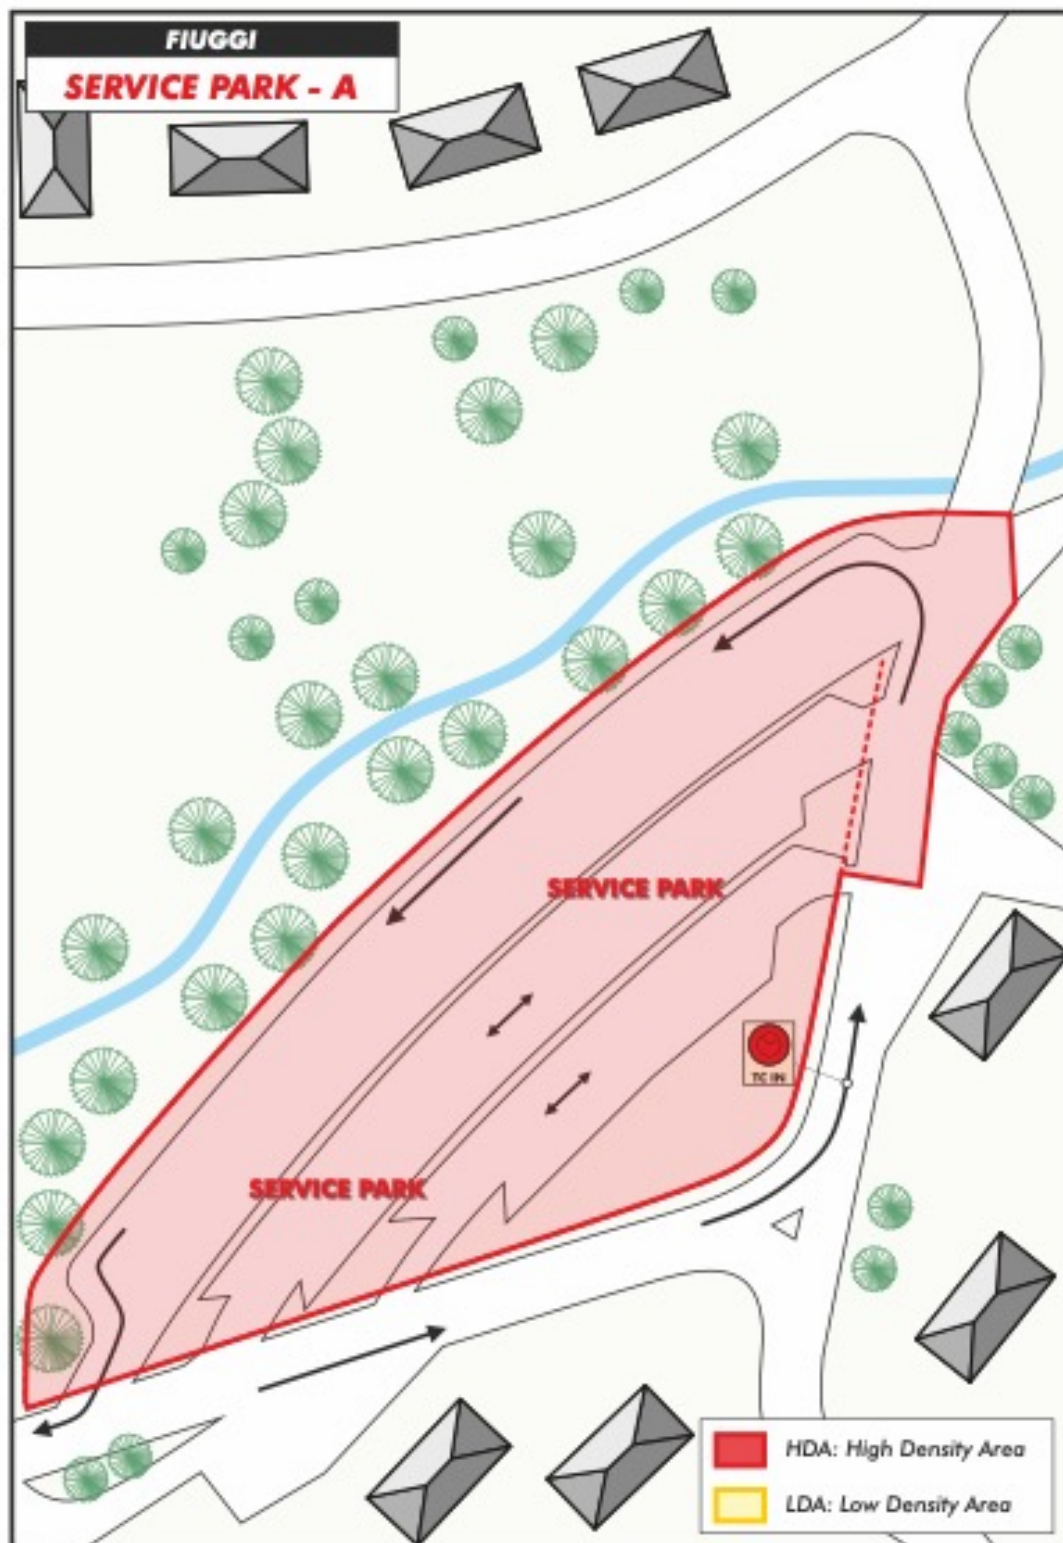 FIUGGI
SERVICE PARK - A
SERVICE PARK
TC IN
SERVICE PARK
HDA: High Density Area
LDA: Low Density Area